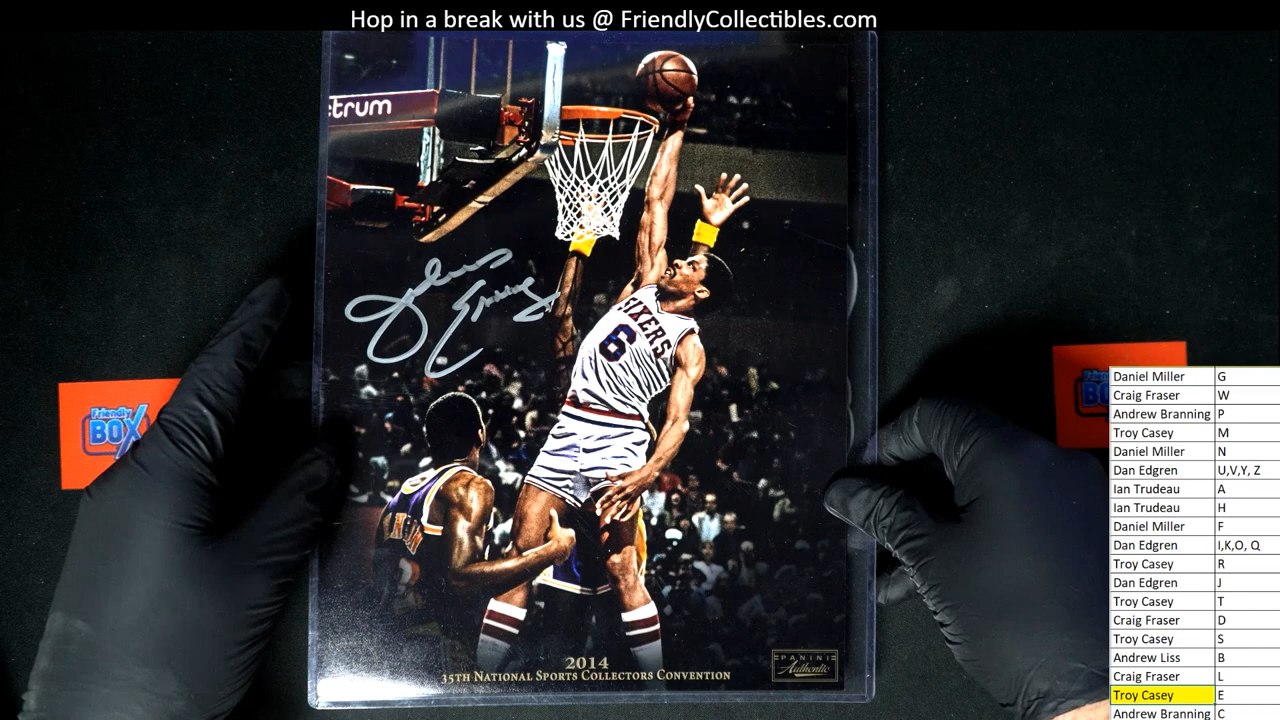 Hop in a break with us @ FriendlyCollectibles.com
trum
Julius
Erving
SIXERS
6
Friendly
BOX
2014
35TH NATIONAL SPORTS COLLECTORS CONVENTION
PANINI
Authentic
Daniel Miller G
Craig Fraser W
Andrew Branning P
Troy Casey M
Daniel Miller N
Dan Edgren U,V,Y, Z
Ian Trudeau A
Ian Trudeau H
Daniel Miller F
Dan Edgren I,K,O, Q
Troy Casey R
Dan Edgren J
Troy Casey T
Craig Fraser D
Troy Casey S
Andrew Liss B
Craig Fraser L
Troy Casey E
Andrew Branning C